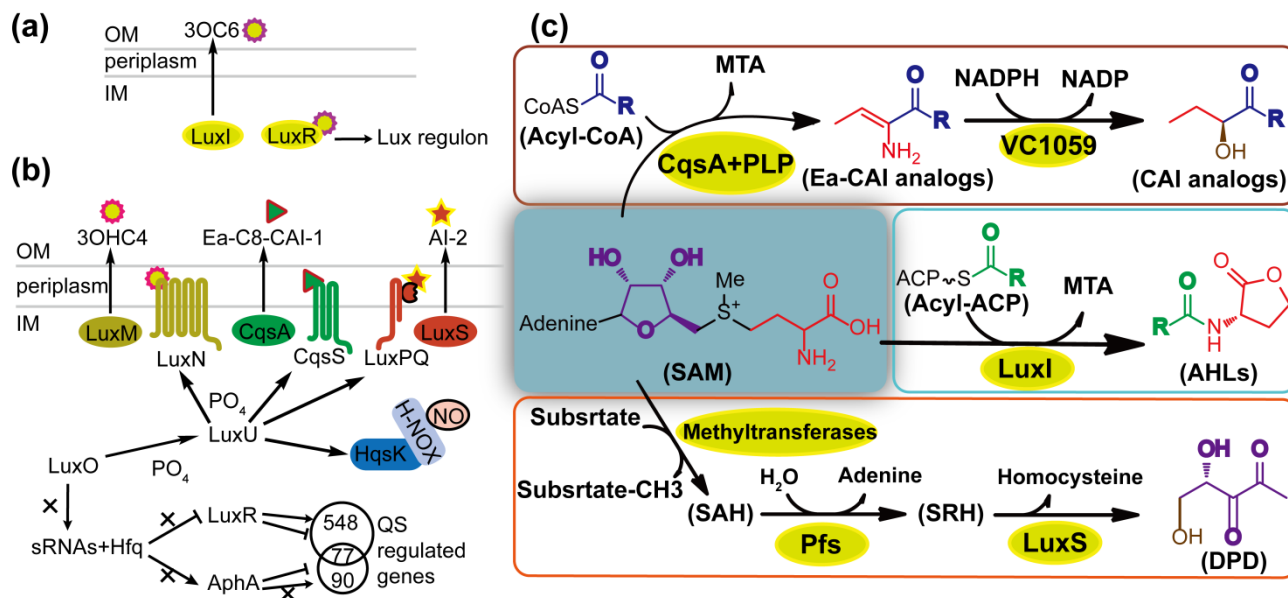 (a)
OM
3OC6
periplasm
IM
LuxI
LuxR
Lux regulon
(b)
3OHC4
Ea-C8-CAI-1
AI-2
OM
periplasm
IM
LuxM
LuxN
CqsA
CqsS
LuxPQ
LuxS
PO4
LuxU
H-NOX
NO
HqsK
LuxO
PO4
sRNAs+Hfq
LuxR
AphA
548
77
90
QS
regulated
genes
(c)
O
CoAS
R
(Acyl-CoA)
MTA
CqsA+PLP
O
R
NH2
(Ea-CAI analogs)
NADPH
NADP
VC1059
O
R
OH
(CAI analogs)
HO
OH
Me
S+
Adenine
O
O
OH
NH2
(SAM)
O
ACP
S
R
(Acyl-ACP)
MTA
LuxI
O
R
N
H
O
O
(AHLs)
Subsrtate
Methyltransferases
Subsrtate-CH3
(SAH)
H2O
Adenine
Pfs
(SRH)
Homocysteine
LuxS
OH
O
OH
O
(DPD)